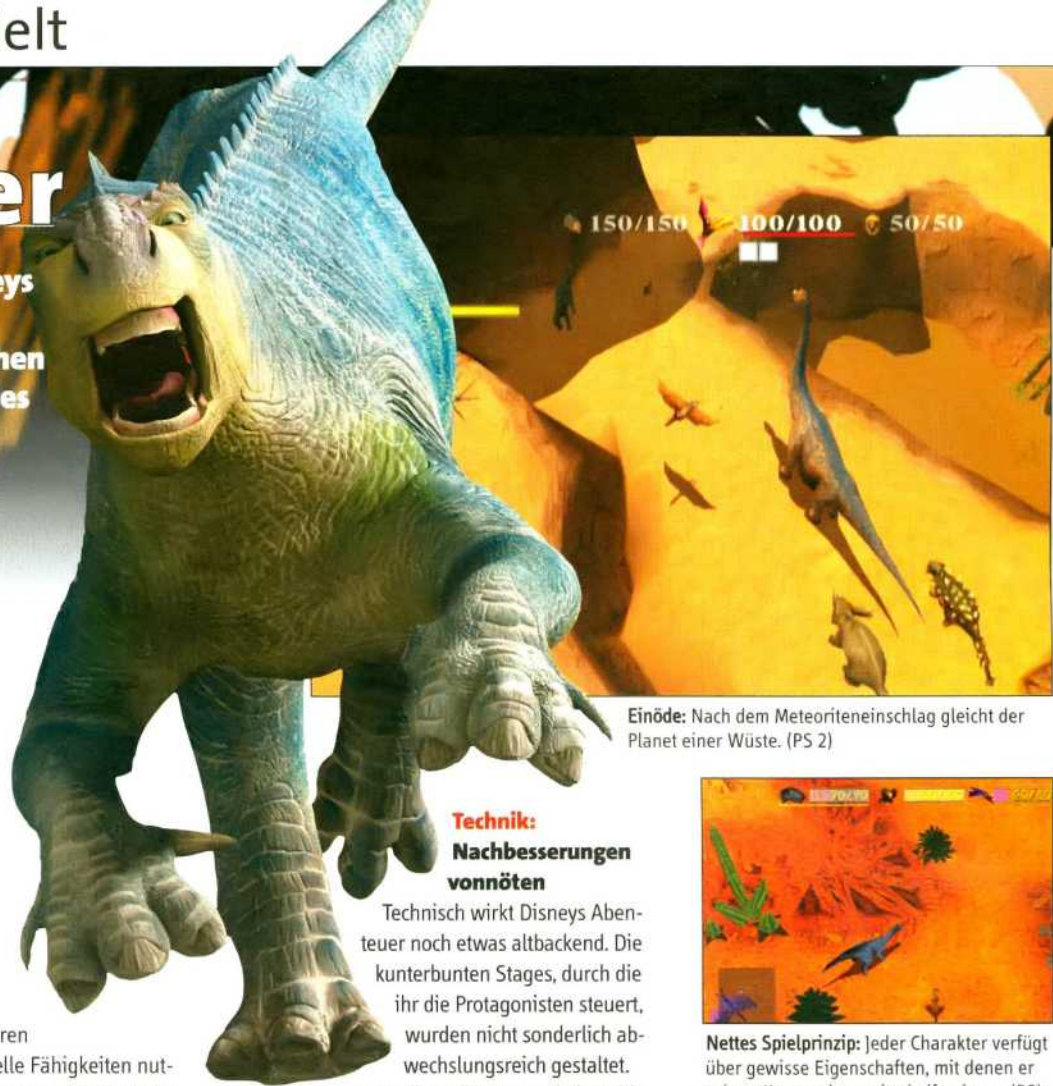 elt
er
eys
hen
es
150/150 100/100 50/50
Einöde: Nach dem Meteoriteneinschlag gleicht der
Planet einer Wüste. (PS 2)
Technik:
Nachbesserungen
vonnöten
Technisch wirkt Disneys Aben-
teuer noch etwas altbackend. Die
kunterbunten Stages, durch die
ihr die Protagonisten steuert,
wurden nicht sonderlich ab-
wechslungsreich gestaltet.
ren
elle Fähigkeiten nut-
70/70
Nettes Spielprinzip: Jeder Charakter verfügt
über gewisse Eigenschaften, mit denen er